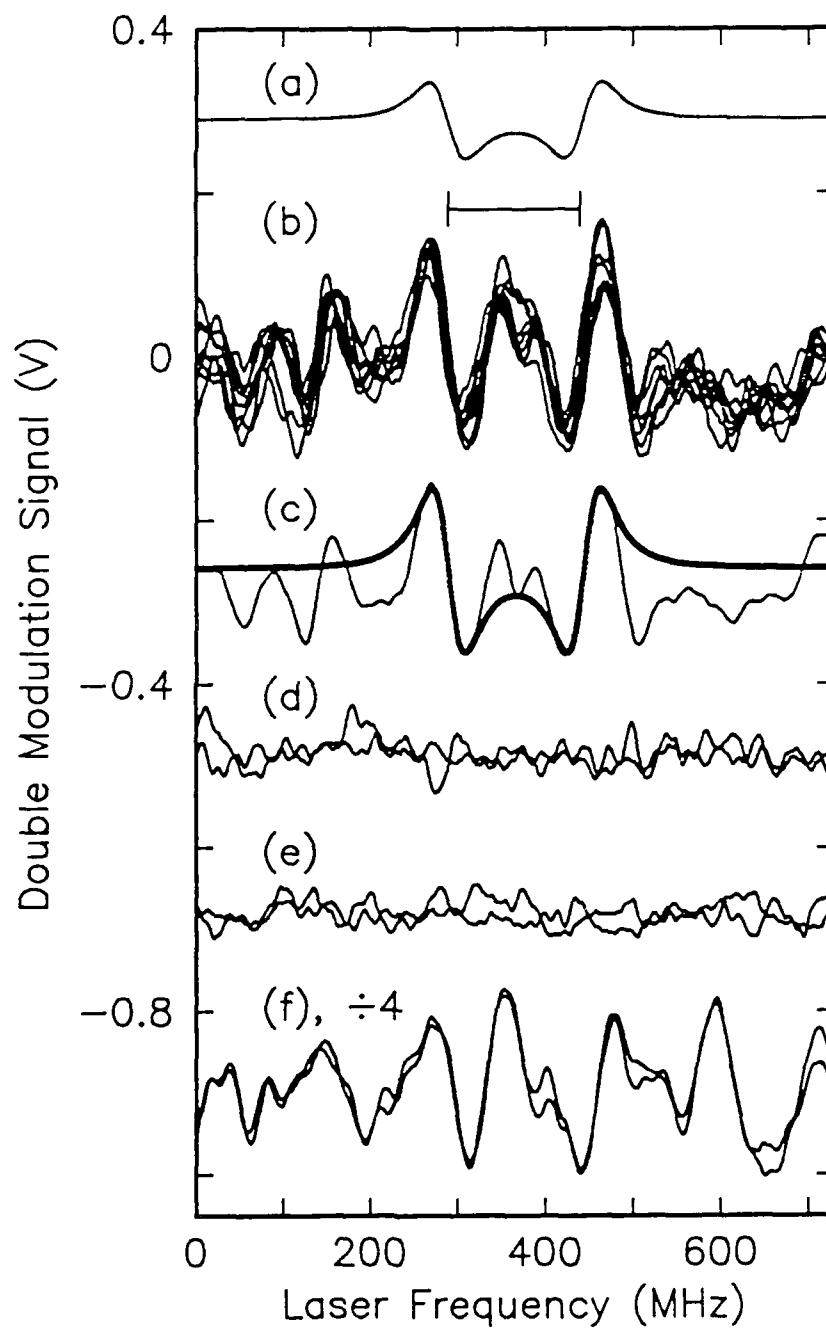 0.4
(a)
(b)
0
(c)
−0.4
(d)
(e)
−0.8
(f), ÷4
0 200 400 600
Laser Frequency (MHz)
Double Modulation Signal (V)